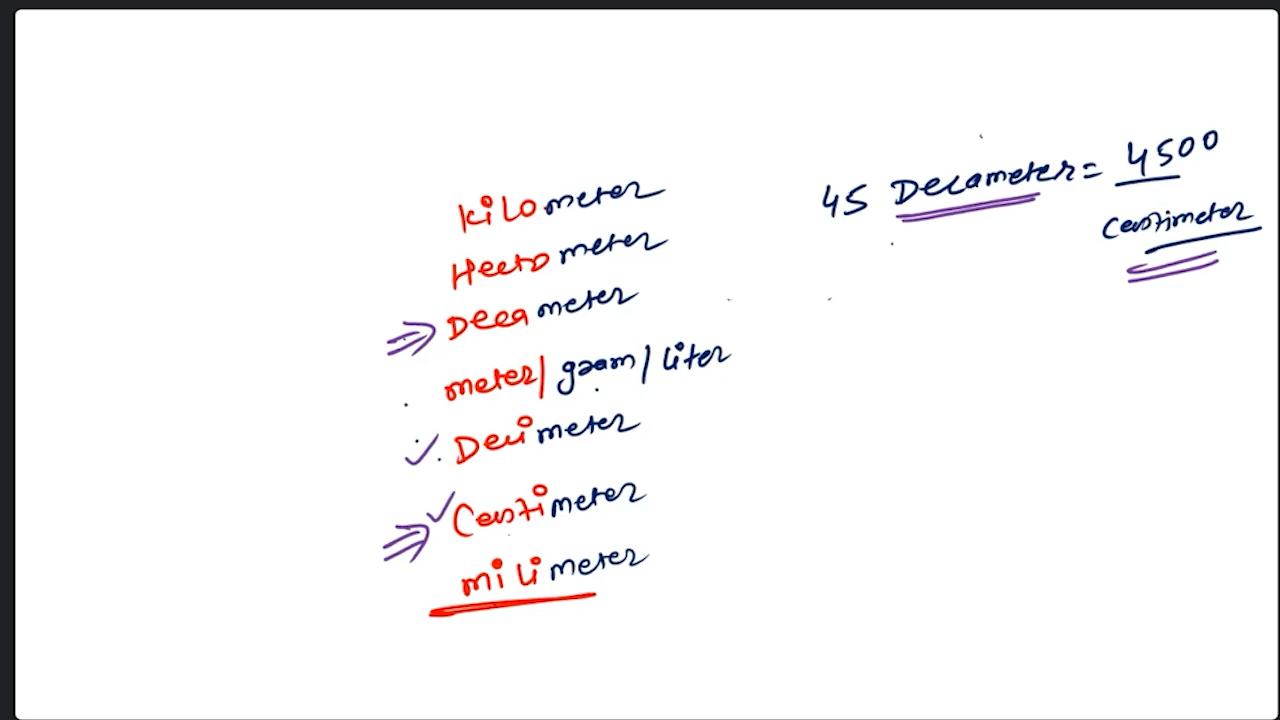 kilometer
Hectometer
Decameter
meter/ gram / liter
Decimeter
Centimeter
milimeter
45 Decameter = 4500
Centimeter